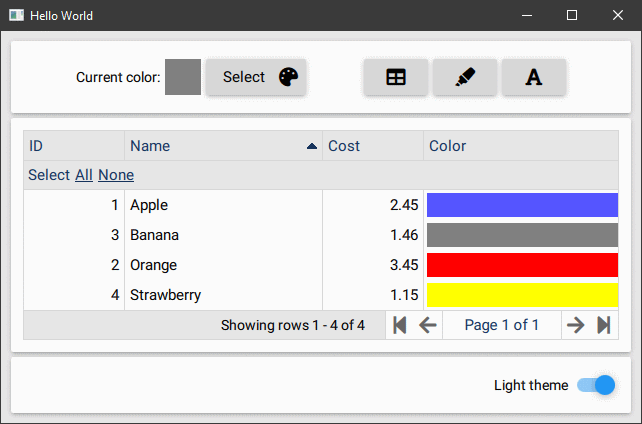 Hello World
Current color: Select A
ID Name Cost Color
Select All None
1 Apple 2.45
3 Banana 1.46
2 Orange 3.45
4 Strawberry 1.15
Showing rows 1 - 4 of 4 Page 1 of 1
Light theme